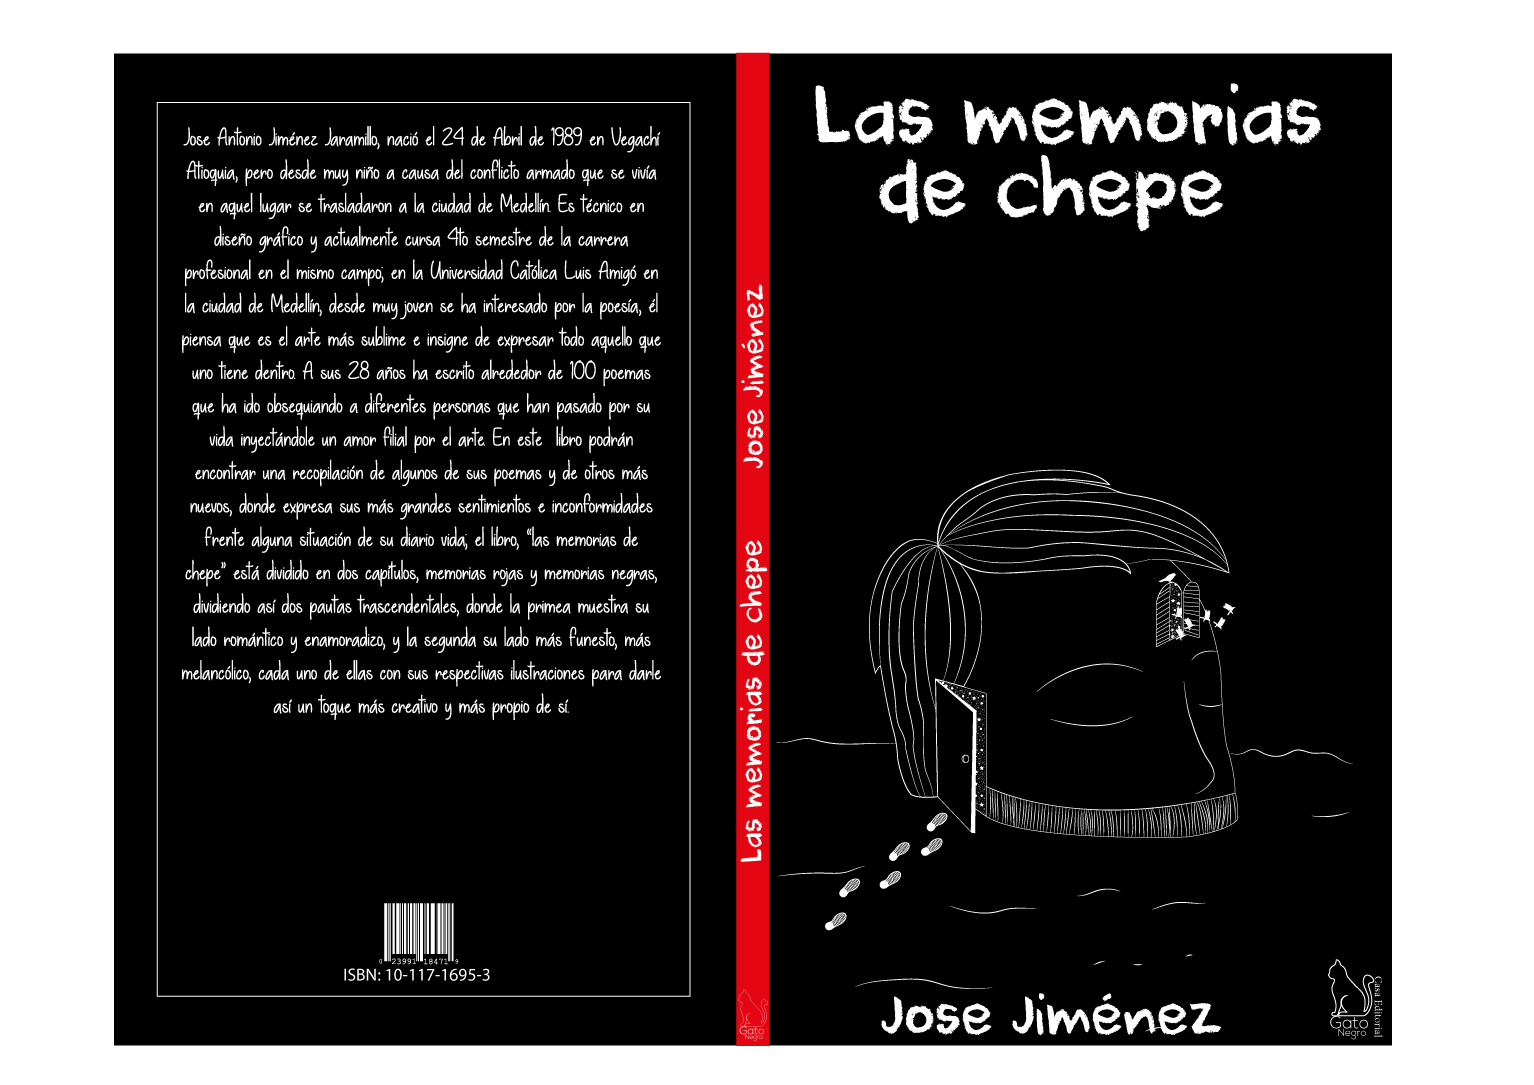 Jose Antonio Jiménez Jaramillo, nació el 24 de Abril de 1989 en Vegachí
Atioquia, pero desde muy niño a causa del conflicto armado que se vivía
en aquel lugar se trasladaron a la ciudad de Medellín. Es técnico en
diseño gráfico y actualmente cursa 4to semestre de la carrera
profesional en el mismo campo; en la Universidad Católica Luis Amigó en
la ciudad de Medellín, desde muy joven se ha interesado por la poesía, él
piensa que es el arte más sublime e insigne de expresar todo aquello que
uno tiene dentro. A sus 28 años ha escrito alrededor de 100 poemas
que ha ido obsequiando a diferentes personas que han pasado por su
vida inyectándole un amor filial por el arte. En este libro podrán
encontrar una recopilación de algunos de sus poemas y de otros más
nuevos, donde expresa sus más grandes sentimientos e inconformidades
frente alguna situación de su diario vida; el libro, “las memorias de
chepe” está dividido en dos capítulos, memorias rojas y memorias negras,
dividiendo así dos pautas trascendentales, donde la primea muestra su
lado romántico y enamoradizo, y la segunda su lado más funesto, más
melancólico, cada uno de ellas con sus respectivas ilustraciones para darle
así un toque más creativo y más propio de sí.
0 23991 18471 9
ISBN: 10-117-1695-3
Las memorias de chepe Jose Jiménez
Gato
Negro
Las memorias
de chepe
Jose Jiménez
Gato
Negro
Casa Editorial